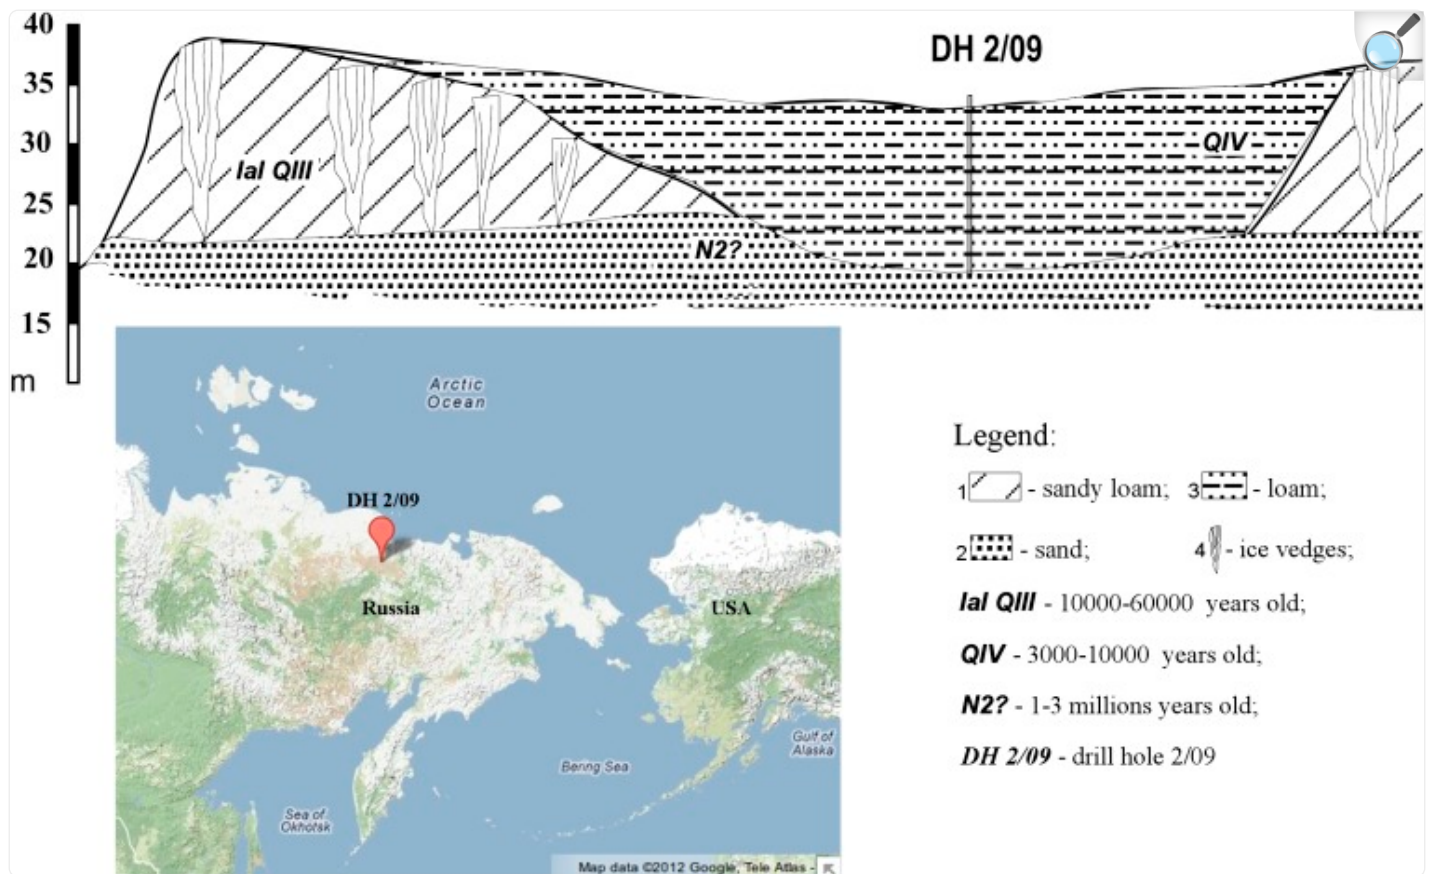 40
DH 2/09
35
30
QIV
laI QIII
25
N2?
20
15
m
Arctic
Ocean
DH 2/09
Russia
USA
Gulf of
Alaska
Bering Sea
Sea of
Okhotsk
Map data ©2012 Google, Tele Atlas -
Legend:
1 - sandy loam; 3 - loam;
2 - sand; 4 - ice vedges;
laI QIII - 10000-60000 years old;
QIV - 3000-10000 years old;
N2? - 1-3 millions years old;
DH 2/09 - drill hole 2/09